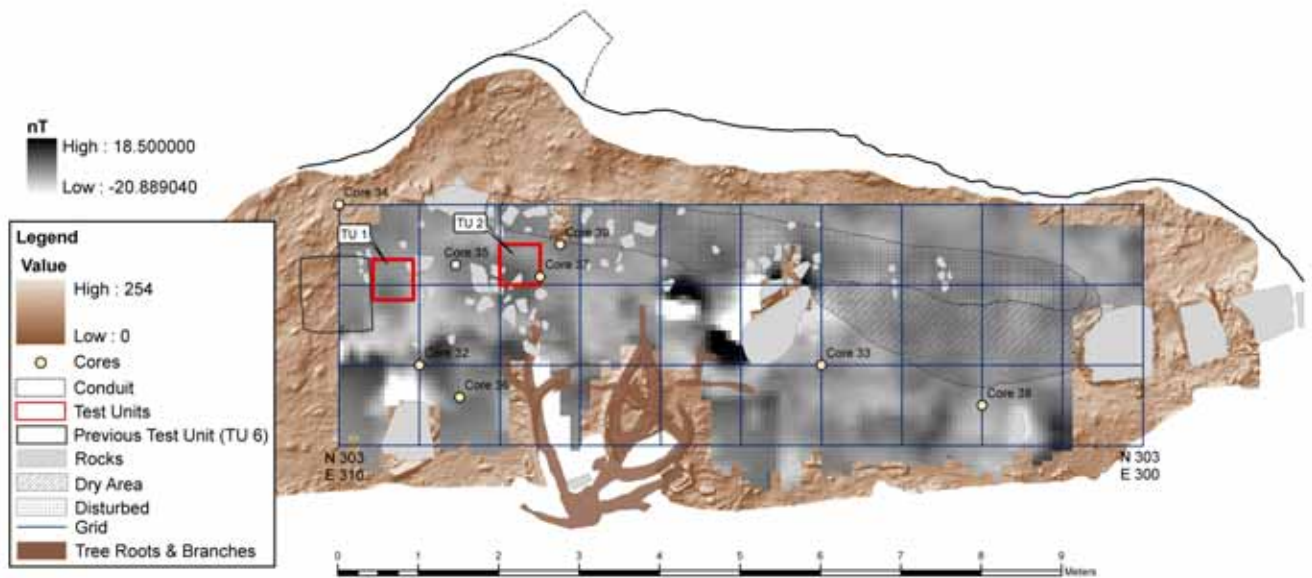 nT
High : 18.500000
Low : -20.889040
Legend
Value
High : 254
Low : 0
Cores
Conduit
Test Units
Previous Test Unit (TU 6)
Rocks
Dry Area
Disturbed
Grid
Tree Roots & Branches
Core 34
TU 1
TU 2
Core 35
Core 39
Core 37
Core 32
Core 36
Core 33
Core 38
N 303
E 310
N 303
E 300
0 1 2 3 4 5 6 7 8 9
Meters